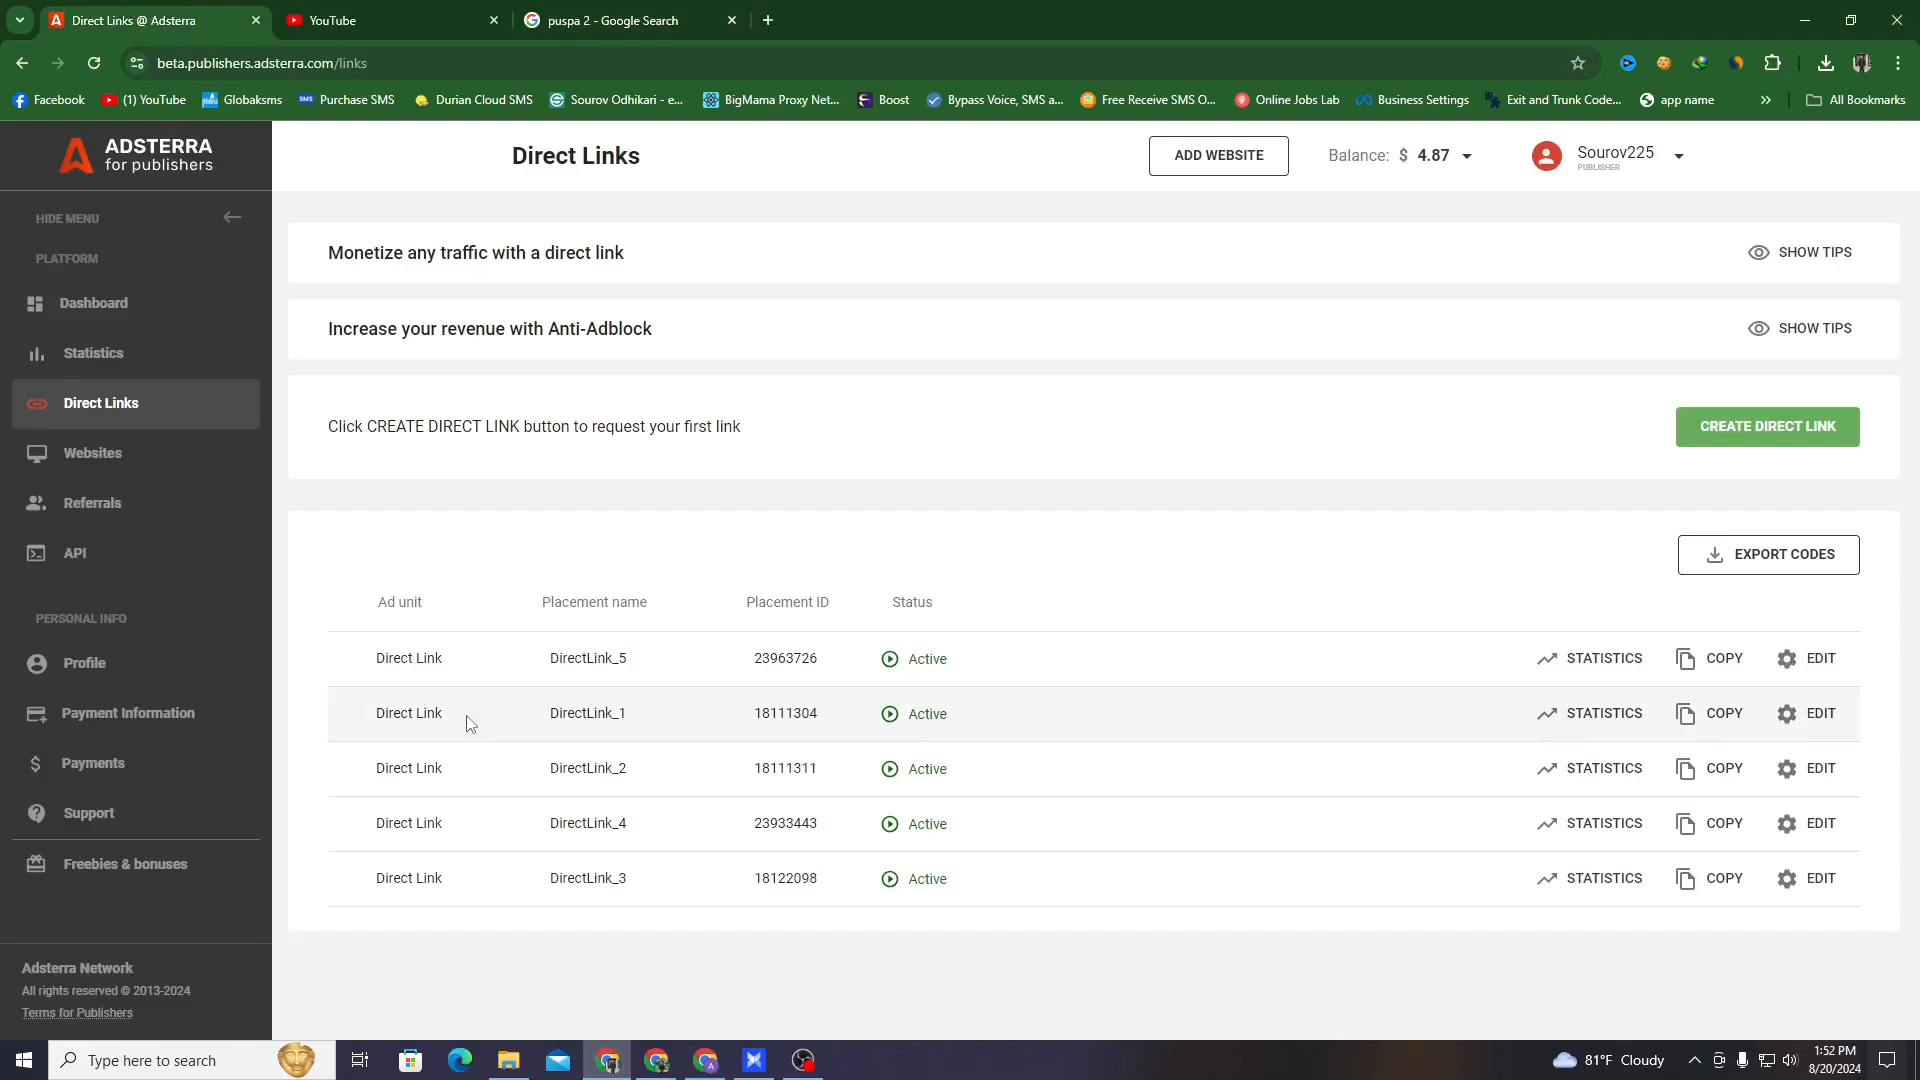 Direct Links @ Adsterra
YouTube
puspa 2 - Google Search
beta.publishers.adsterra.com/links
Facebook
(1) YouTube
Globaksms
SMS
Purchase SMS
Durian Cloud SMS
Sourov Odhikari - e...
BigMama Proxy Net...
Boost
Bypass Voice, SMS a...
Free Receive SMS O...
Online Jobs Lab
Business Settings
Exit and Trunk Code...
app name
All Bookmarks
ADSTERRA
for publishers
Direct Links
ADD WEBSITE
Balance: $ 4.87
Sourov225
PUBLISHER
HIDE MENU
PLATFORM
Dashboard
Statistics
Direct Links
Websites
Referrals
API
PERSONAL INFO
Profile
Payment Information
Payments
Support
Freebies & bonuses
Adsterra Network
All rights reserved © 2013-2024
Terms for Publishers
Monetize any traffic with a direct link
SHOW TIPS
Increase your revenue with Anti-Adblock
SHOW TIPS
Click CREATE DIRECT LINK button to request your first link
CREATE DIRECT LINK
EXPORT CODES
Ad unit Placement name Placement ID Status
Direct Link DirectLink_5 23963726 Active STATISTICS COPY EDIT
Direct Link DirectLink_1 18111304 Active STATISTICS COPY EDIT
Direct Link DirectLink_2 18111311 Active STATISTICS COPY EDIT
Direct Link DirectLink_4 23933443 Active STATISTICS COPY EDIT
Direct Link DirectLink_3 18122098 Active STATISTICS COPY EDIT
Type here to search
81°F Cloudy
1:52 PM
8/20/2024